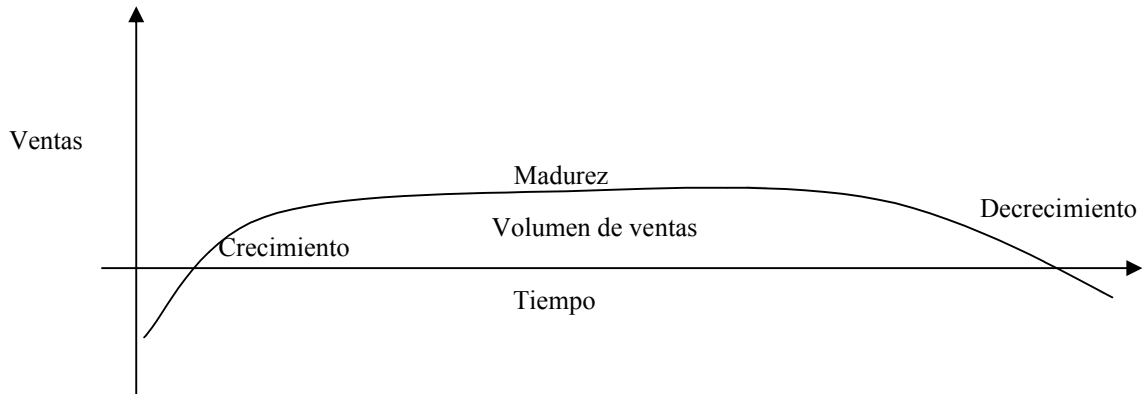 Ventas
Madurez
Decrecimiento
Volumen de ventas
Crecimiento
Tiempo